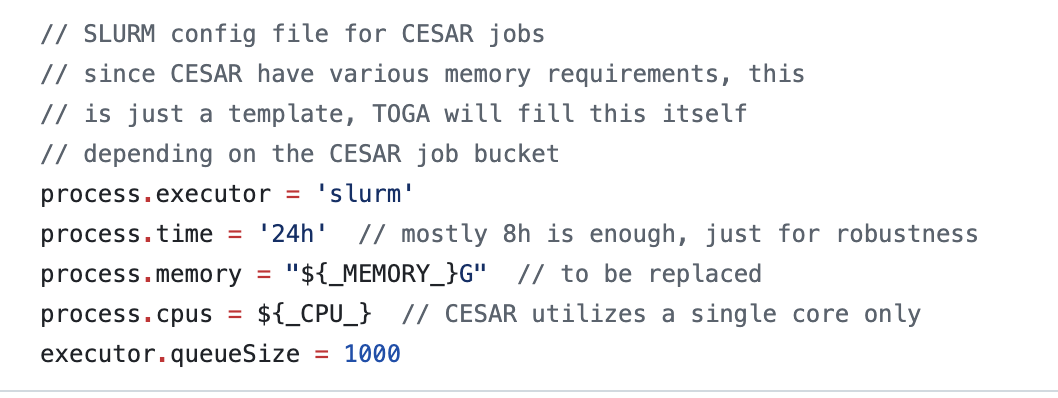 // SLURM config file for CESAR jobs
// since CESAR have various memory requirements, this
// is just a template, TOGA will fill this itself
// depending on the CESAR job bucket
process.executor = 'slurm'
process.time = '24h'  // mostly 8h is enough, just for robustness
process.memory = "${_MEMORY_}G"  // to be replaced
process.cpus = ${_CPU_}  // CESAR utilizes a single core only
executor.queueSize = 1000